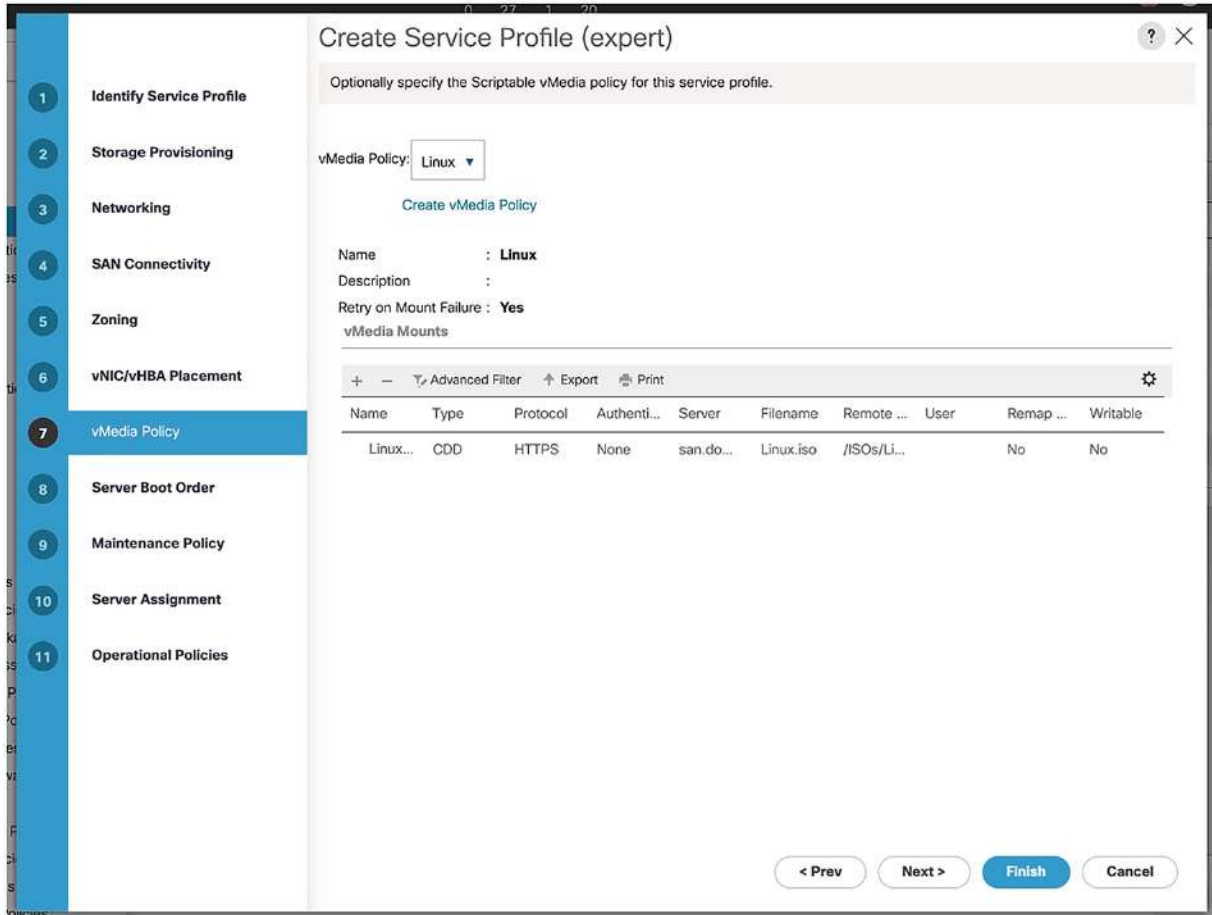 0 27 1 20
Create Service Profile (expert)
? ×
Optionally specify the Scriptable vMedia policy for this service profile.
1 Identify Service Profile
2 Storage Provisioning
3 Networking
4 SAN Connectivity
5 Zoning
6 vNIC/vHBA Placement
7 vMedia Policy
8 Server Boot Order
9 Maintenance Policy
10 Server Assignment
11 Operational Policies
vMedia Policy: Linux
Create vMedia Policy
Name : Linux
Description :
Retry on Mount Failure : Yes
vMedia Mounts
+ − Advanced Filter Export Print
Name Type Protocol Authenti... Server Filename Remote ... User Remap ... Writable
Linux... CDD HTTPS None san.do... Linux.iso /ISOs/Li... No No
< Prev Next > Finish Cancel